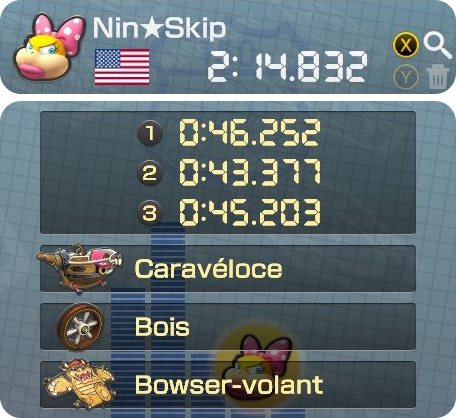 Nin★Skip
2:14.832
X
Y
1 0:46.252
2 0:43.377
3 0:45.203
Caravéloce
Bois
Bowser-volant